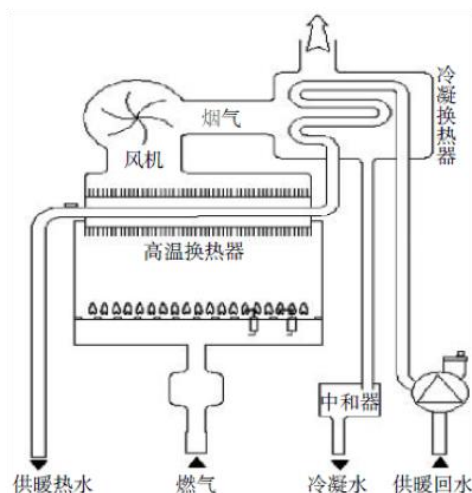 冷凝换热器
烟气
风机
高温换热器
中和器
供暖热水
燃气
冷凝水
供暖回水